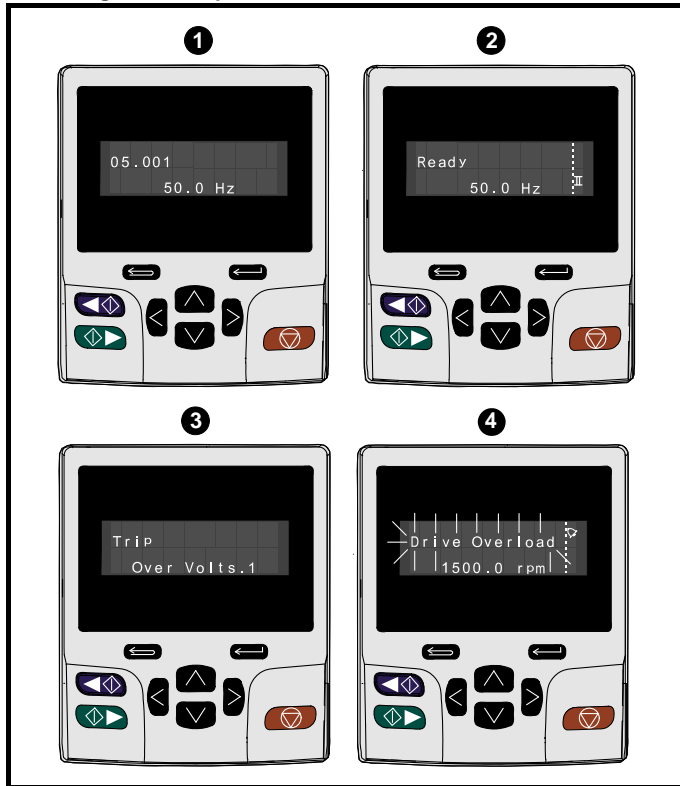 1
2
05.001
50.0 Hz
Ready
50.0 Hz
II
3
4
Trip
Over Volts.1
Drive Overload
1500.0 rpm